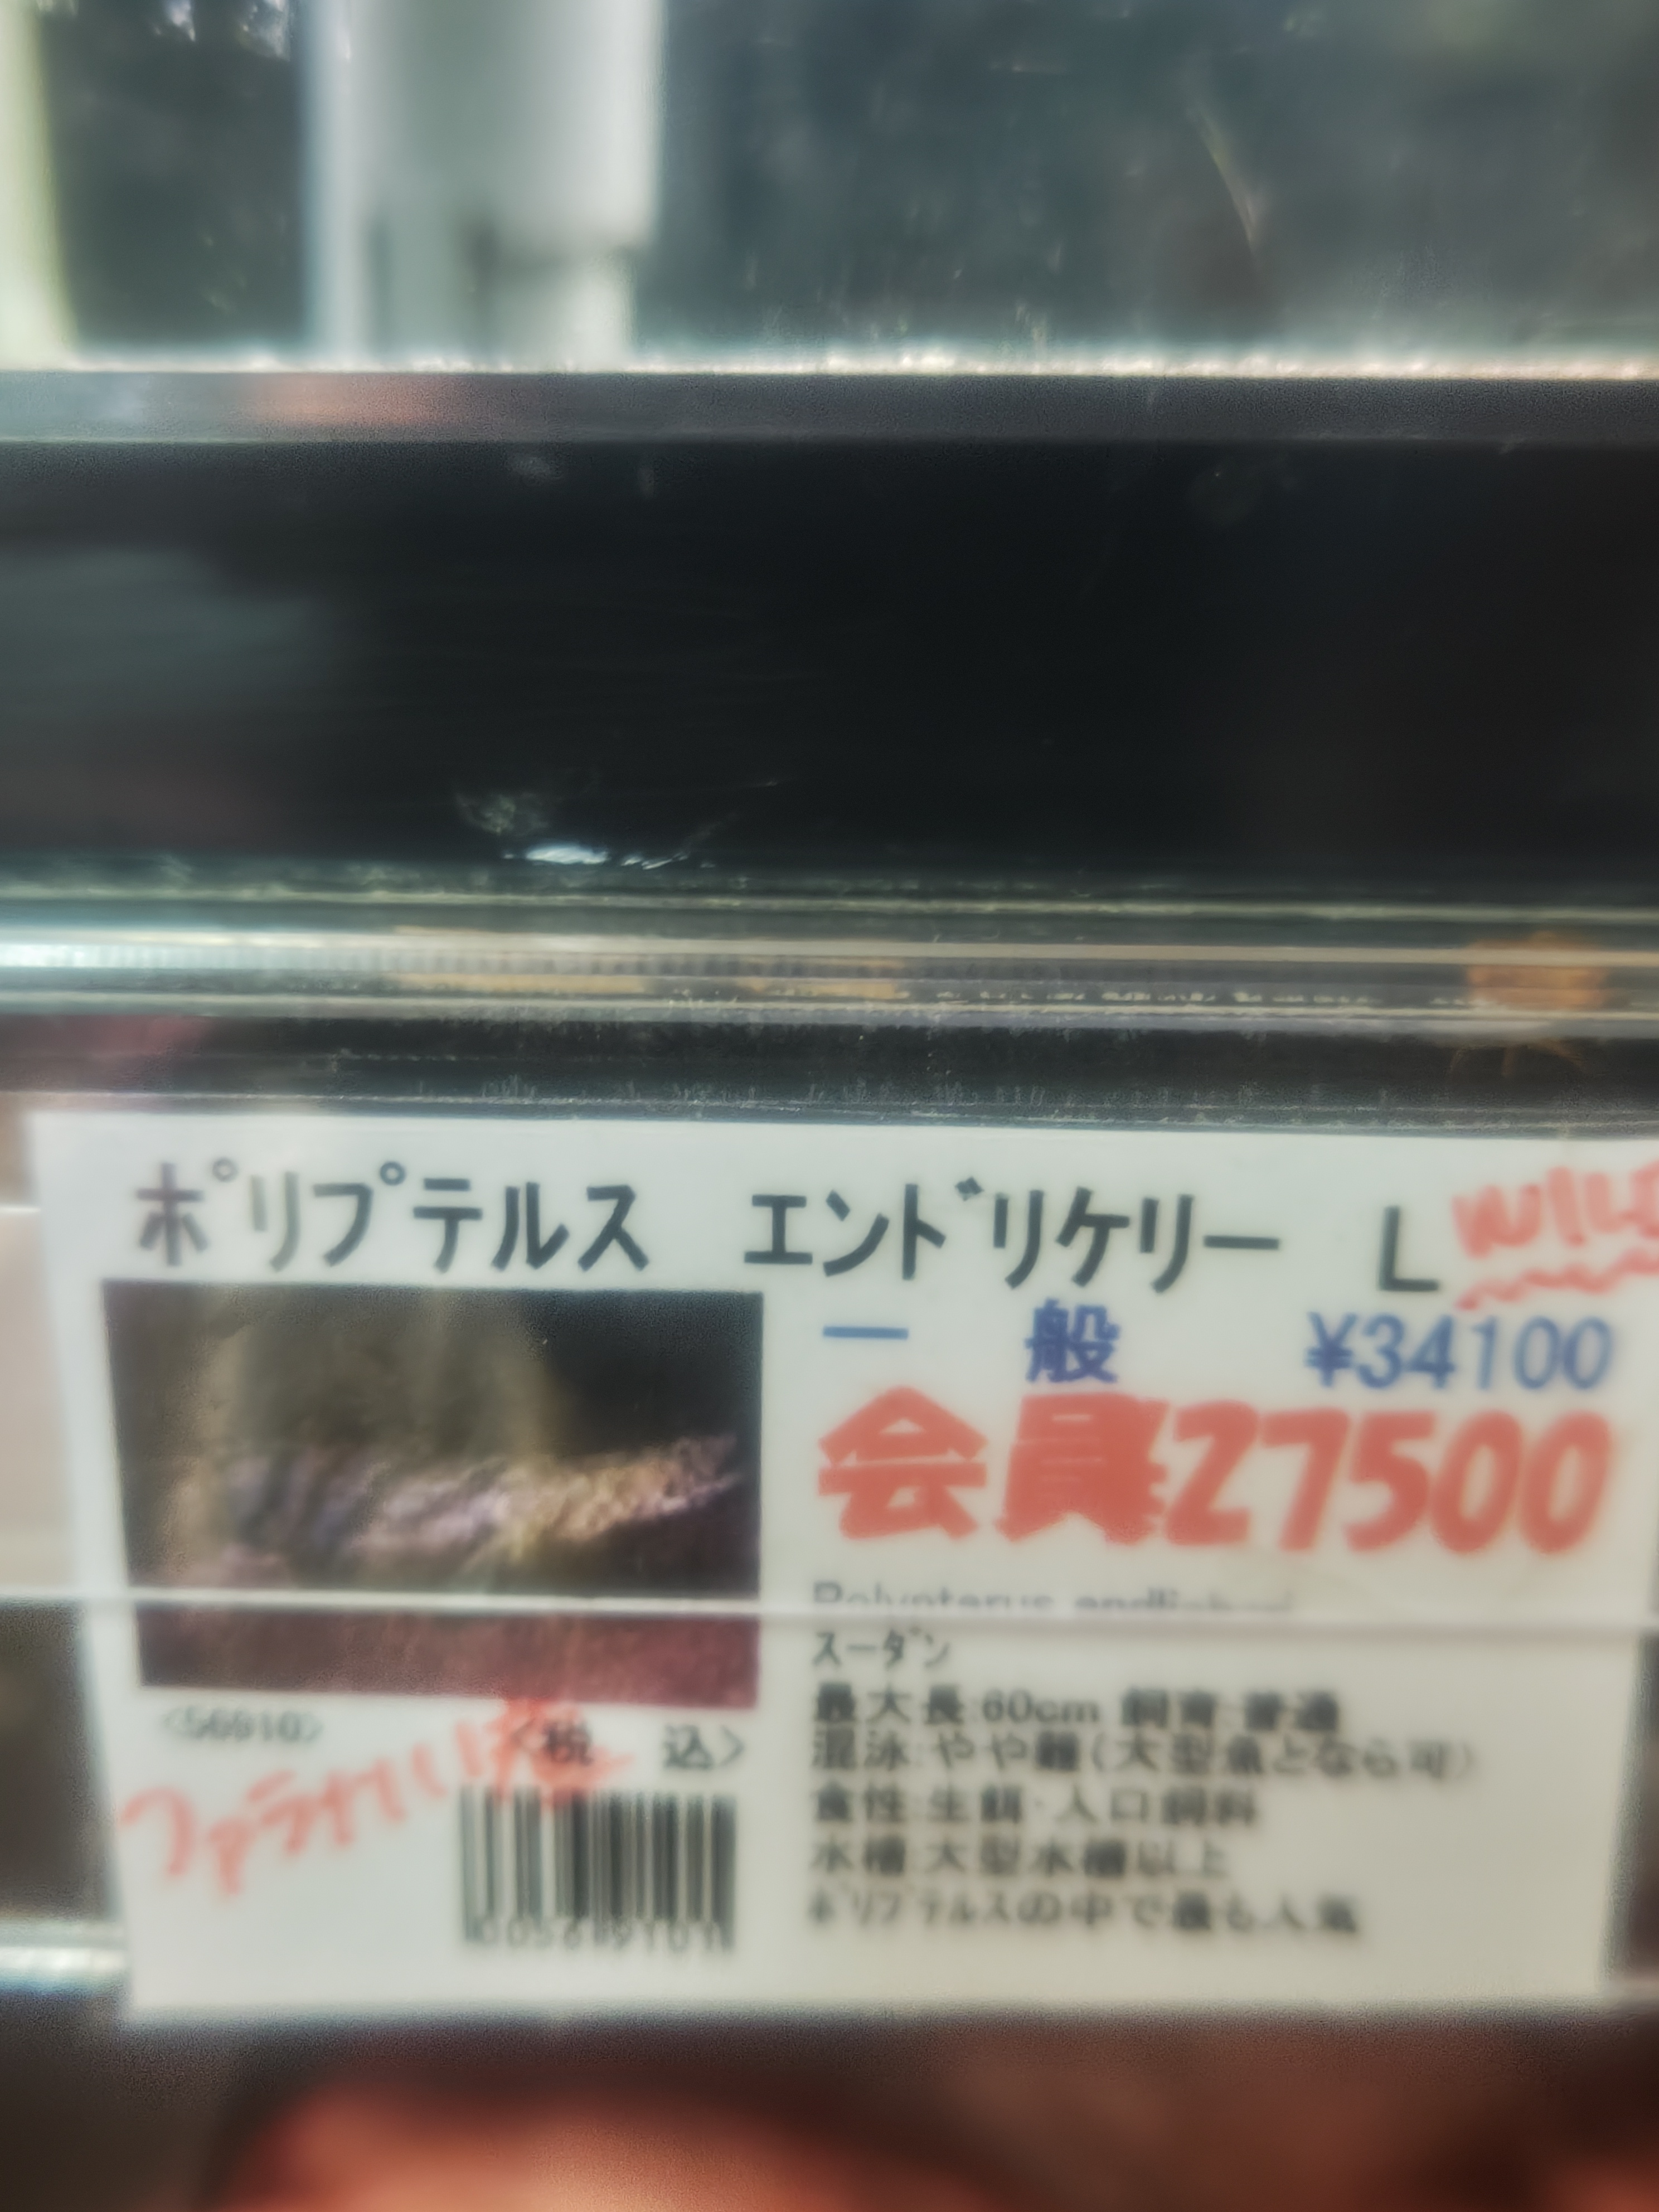 ポリプテルス エンドリケリー L WILD
一 般 ¥34100
会員27500
Polypterus endlicheri
スーダン
最大長:60cm 飼育:普通
混泳:やや難(大型魚となら可)
食性:生餌・人口飼料
水槽:大型水槽以上
ポリプテルスの中で最も人気
<56910>
<税 込>